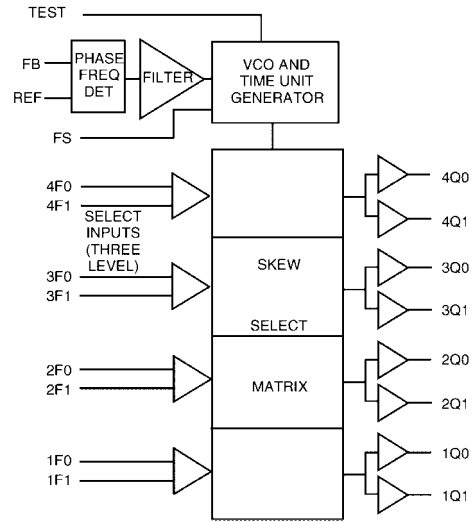 TEST
FB
REF
PHASE
FREQ
DET
FILTER
VCO AND
TIME UNIT
GENERATOR
FS
4F0
4F1
SELECT
INPUTS
(THREE
LEVEL)
3F0
3F1
2F0
2F1
1F0
1F1
SKEW
SELECT
MATRIX
4Q0
4Q1
3Q0
3Q1
2Q0
2Q1
1Q0
1Q1